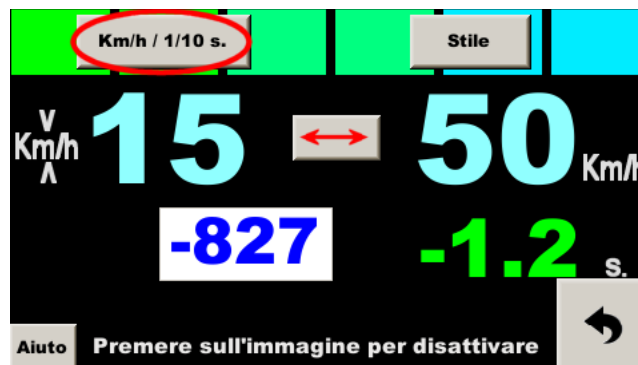 Km/h / 1/10 s. Stile
V
Km/h 15 50 Km/h
Λ
-827 -1.2 s.
Aiuto Premere sull'immagine per disattivare